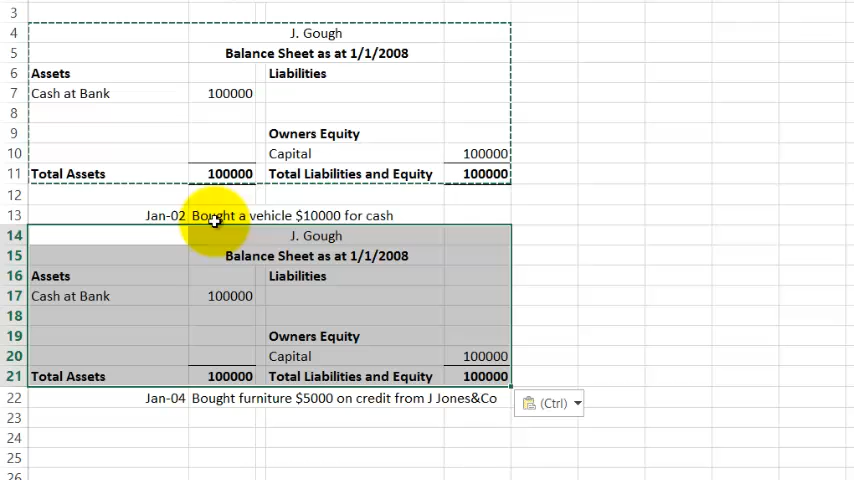 3
4 J. Gough
5 Balance Sheet as at 1/1/2008
6 Assets Liabilities
7 Cash at Bank 100000
8
9 Owners Equity
10 Capital 100000
11 Total Assets 100000 Total Liabilities and Equity 100000
12
13 Jan-02 Bought a vehicle $10000 for cash
14 J. Gough
15 Balance Sheet as at 1/1/2008
16 Assets Liabilities
17 Cash at Bank 100000
18
19 Owners Equity
20 Capital 100000
21 Total Assets 100000 Total Liabilities and Equity 100000
22 Jan-04 Bought furniture $5000 on credit from J Jones&Co
(Ctrl)
23
24
25
26